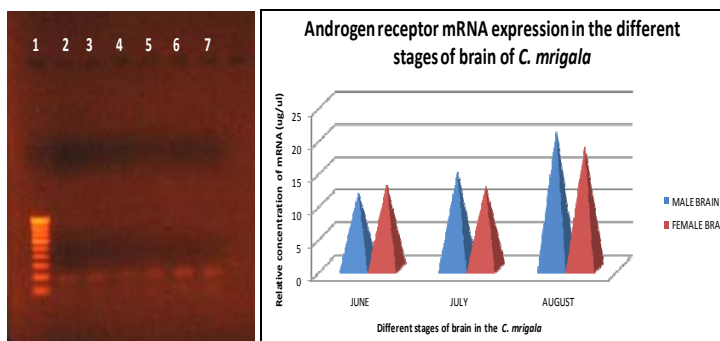 1 2 3 4 5 6 7
Androgen receptor mRNA expression in the different
stages of brain of C. mrigala
Relative concentration of mRNA (ug/ul)
25
20
15
10
5
0
JUNE JULY AUGUST
MALE BRAIN
FEMALE BRA
Different stages of brain in the C. mrigala